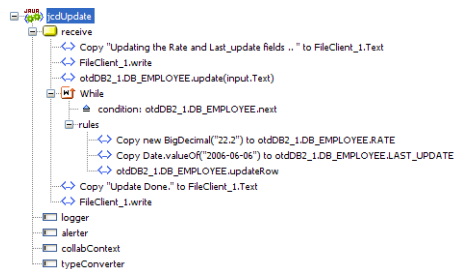 JAVA
jcdUpdate
receive
Copy "Updating the Rate and Last_update fields .. " to FileClient_1.Text
FileClient_1.write
otdDB2_1.DB_EMPLOYEE.update(input.Text)
While
condition: otdDB2_1.DB_EMPLOYEE.next
rules
Copy new BigDecimal("22.2") to otdDB2_1.DB_EMPLOYEE.RATE
Copy Date.valueOf("2006-06-06") to otdDB2_1.DB_EMPLOYEE.LAST_UPDATE
otdDB2_1.DB_EMPLOYEE.updateRow
Copy "Update Done." to FileClient_1.Text
FileClient_1.write
logger
alerter
collabContext
typeConverter